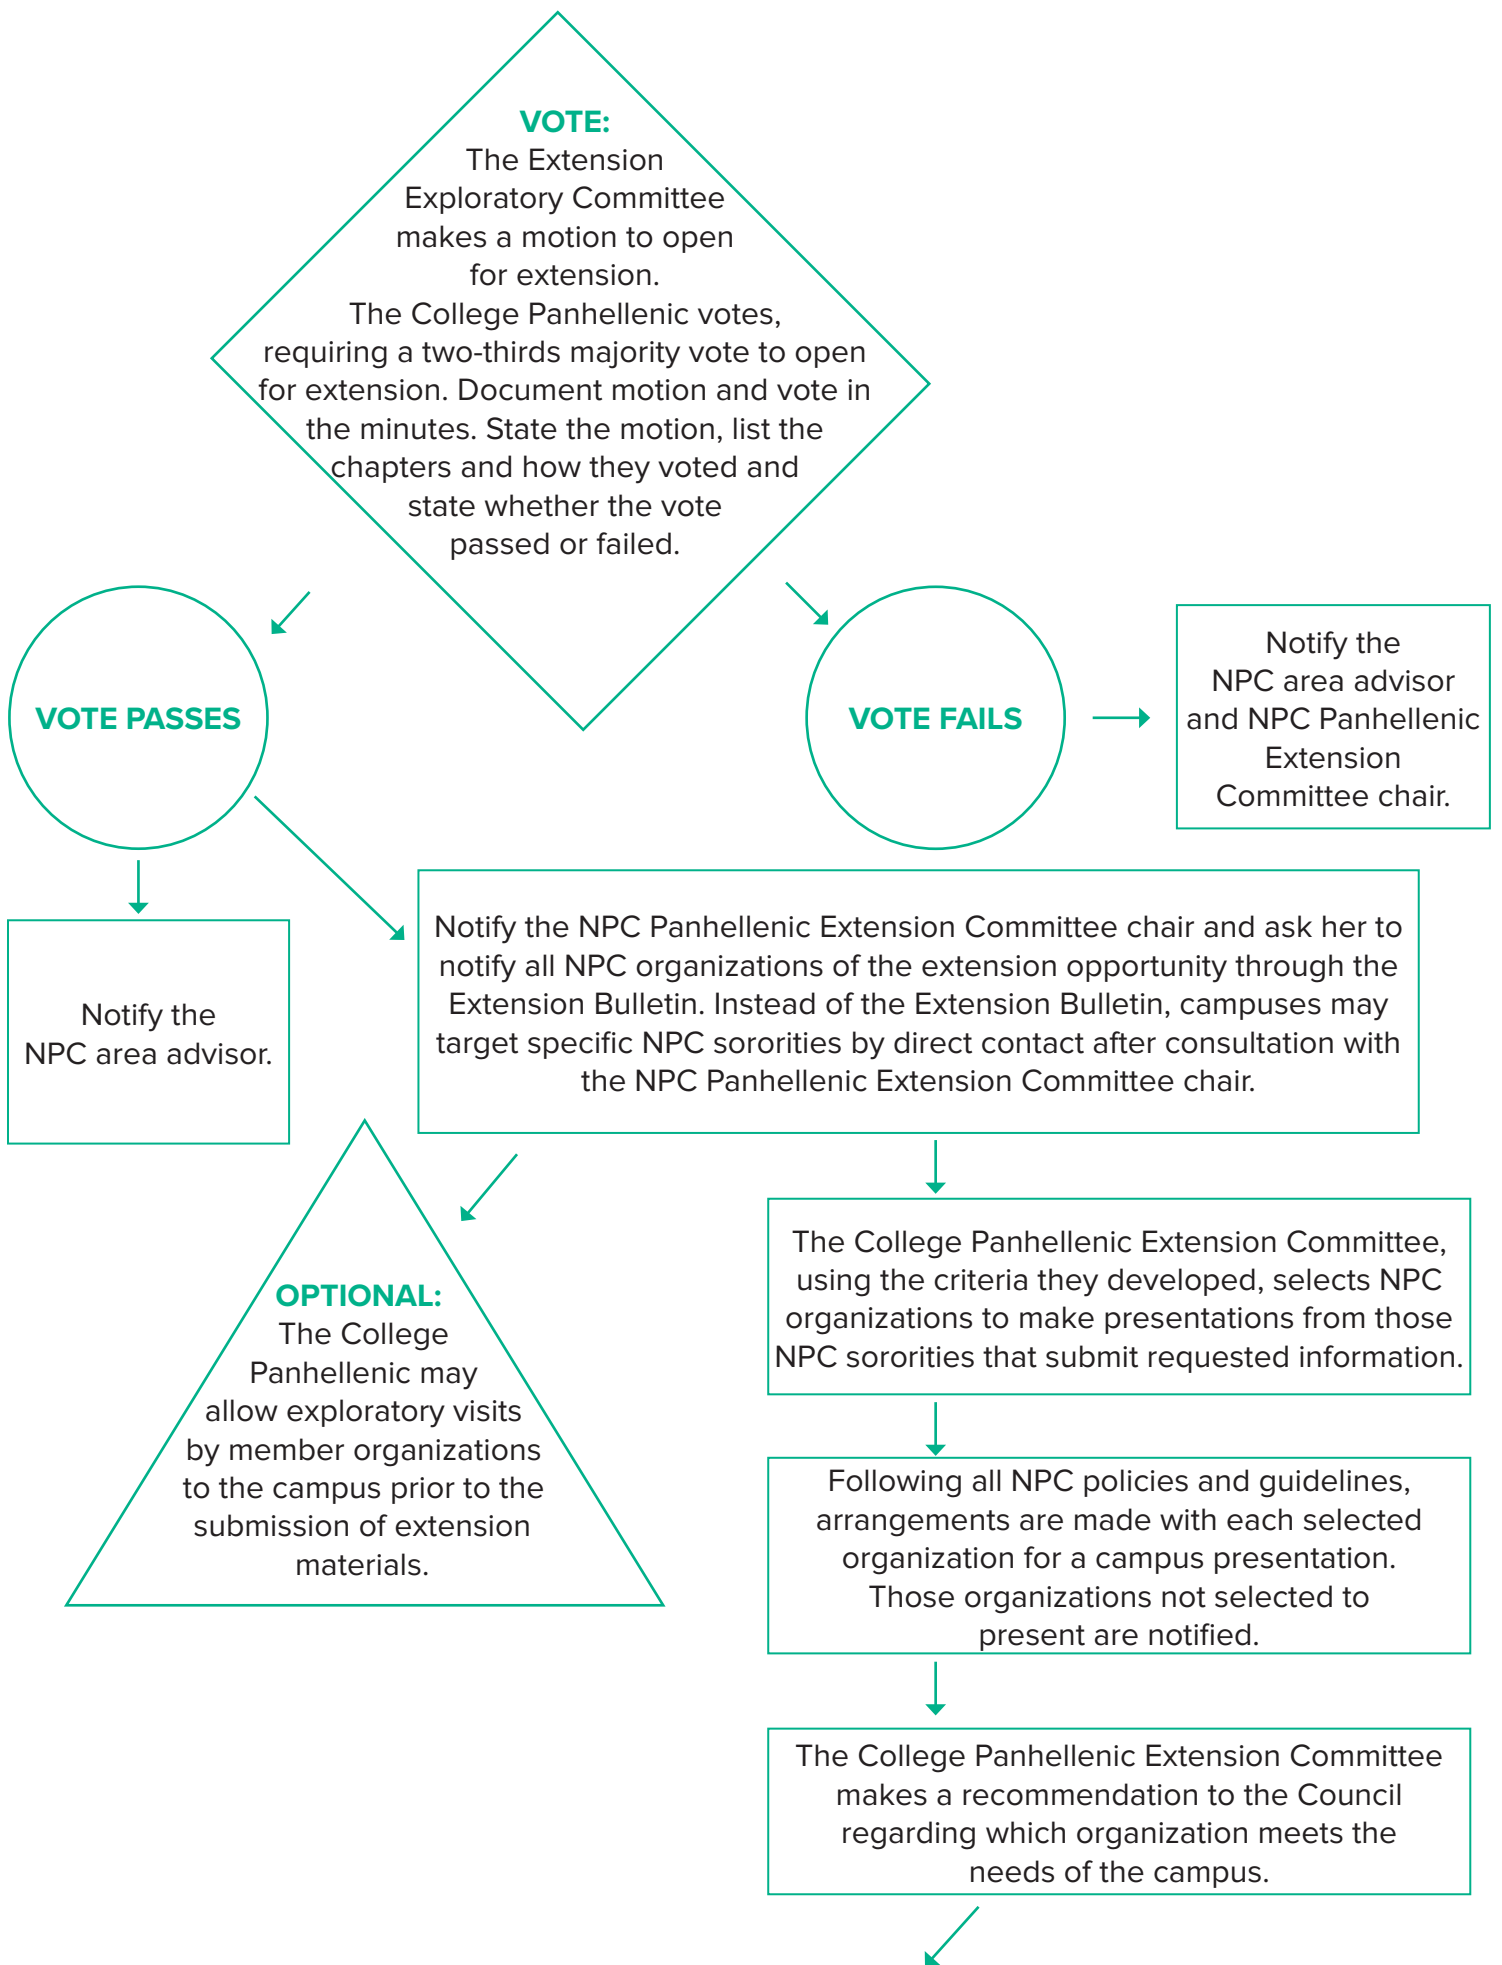 VOTE:
The Extension
Exploratory Committee
makes a motion to open
for extension.
The College Panhellenic votes,
requiring a two-thirds majority vote to open
for extension. Document motion and vote in
the minutes. State the motion, list the
chapters and how they voted and
state whether the vote
passed or failed.
VOTE PASSES
VOTE FAILS
Notify the
NPC area advisor
and NPC Panhellenic
Extension
Committee chair.
Notify the
NPC area advisor.
Notify the NPC Panhellenic Extension Committee chair and ask her to
notify all NPC organizations of the extension opportunity through the
Extension Bulletin. Instead of the Extension Bulletin, campuses may
target specific NPC sororities by direct contact after consultation with
the NPC Panhellenic Extension Committee chair.
OPTIONAL:
The College
Panhellenic may
allow exploratory visits
by member organizations
to the campus prior to the
submission of extension
materials.
The College Panhellenic Extension Committee,
using the criteria they developed, selects NPC
organizations to make presentations from those
NPC sororities that submit requested information.
Following all NPC policies and guidelines,
arrangements are made with each selected
organization for a campus presentation.
Those organizations not selected to
present are notified.
The College Panhellenic Extension Committee
makes a recommendation to the Council
regarding which organization meets the
needs of the campus.